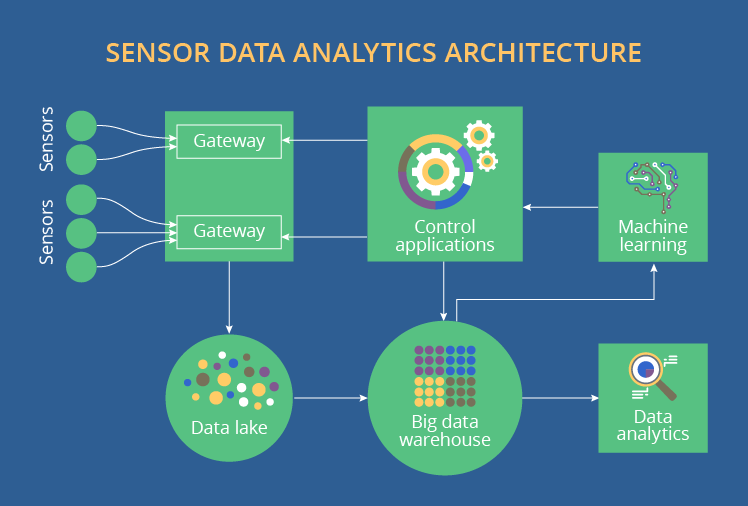 SENSOR DATA ANALYTICS ARCHITECTURE
Sensors
Gateway
Sensors
Gateway
Control
applications
Machine
learning
Data lake
Big data
warehouse
Data
analytics